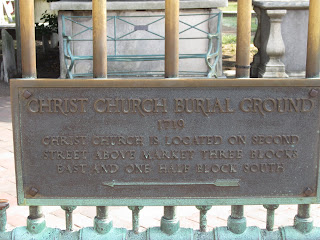 CHRIST CHURCH BURIAL GROUND
1719
CHRIST CHURCH IS LOCATED ON SECOND
STREET ABOVE MARKET THREE BLOCKS
EAST AND ONE HALF BLOCK SOUTH